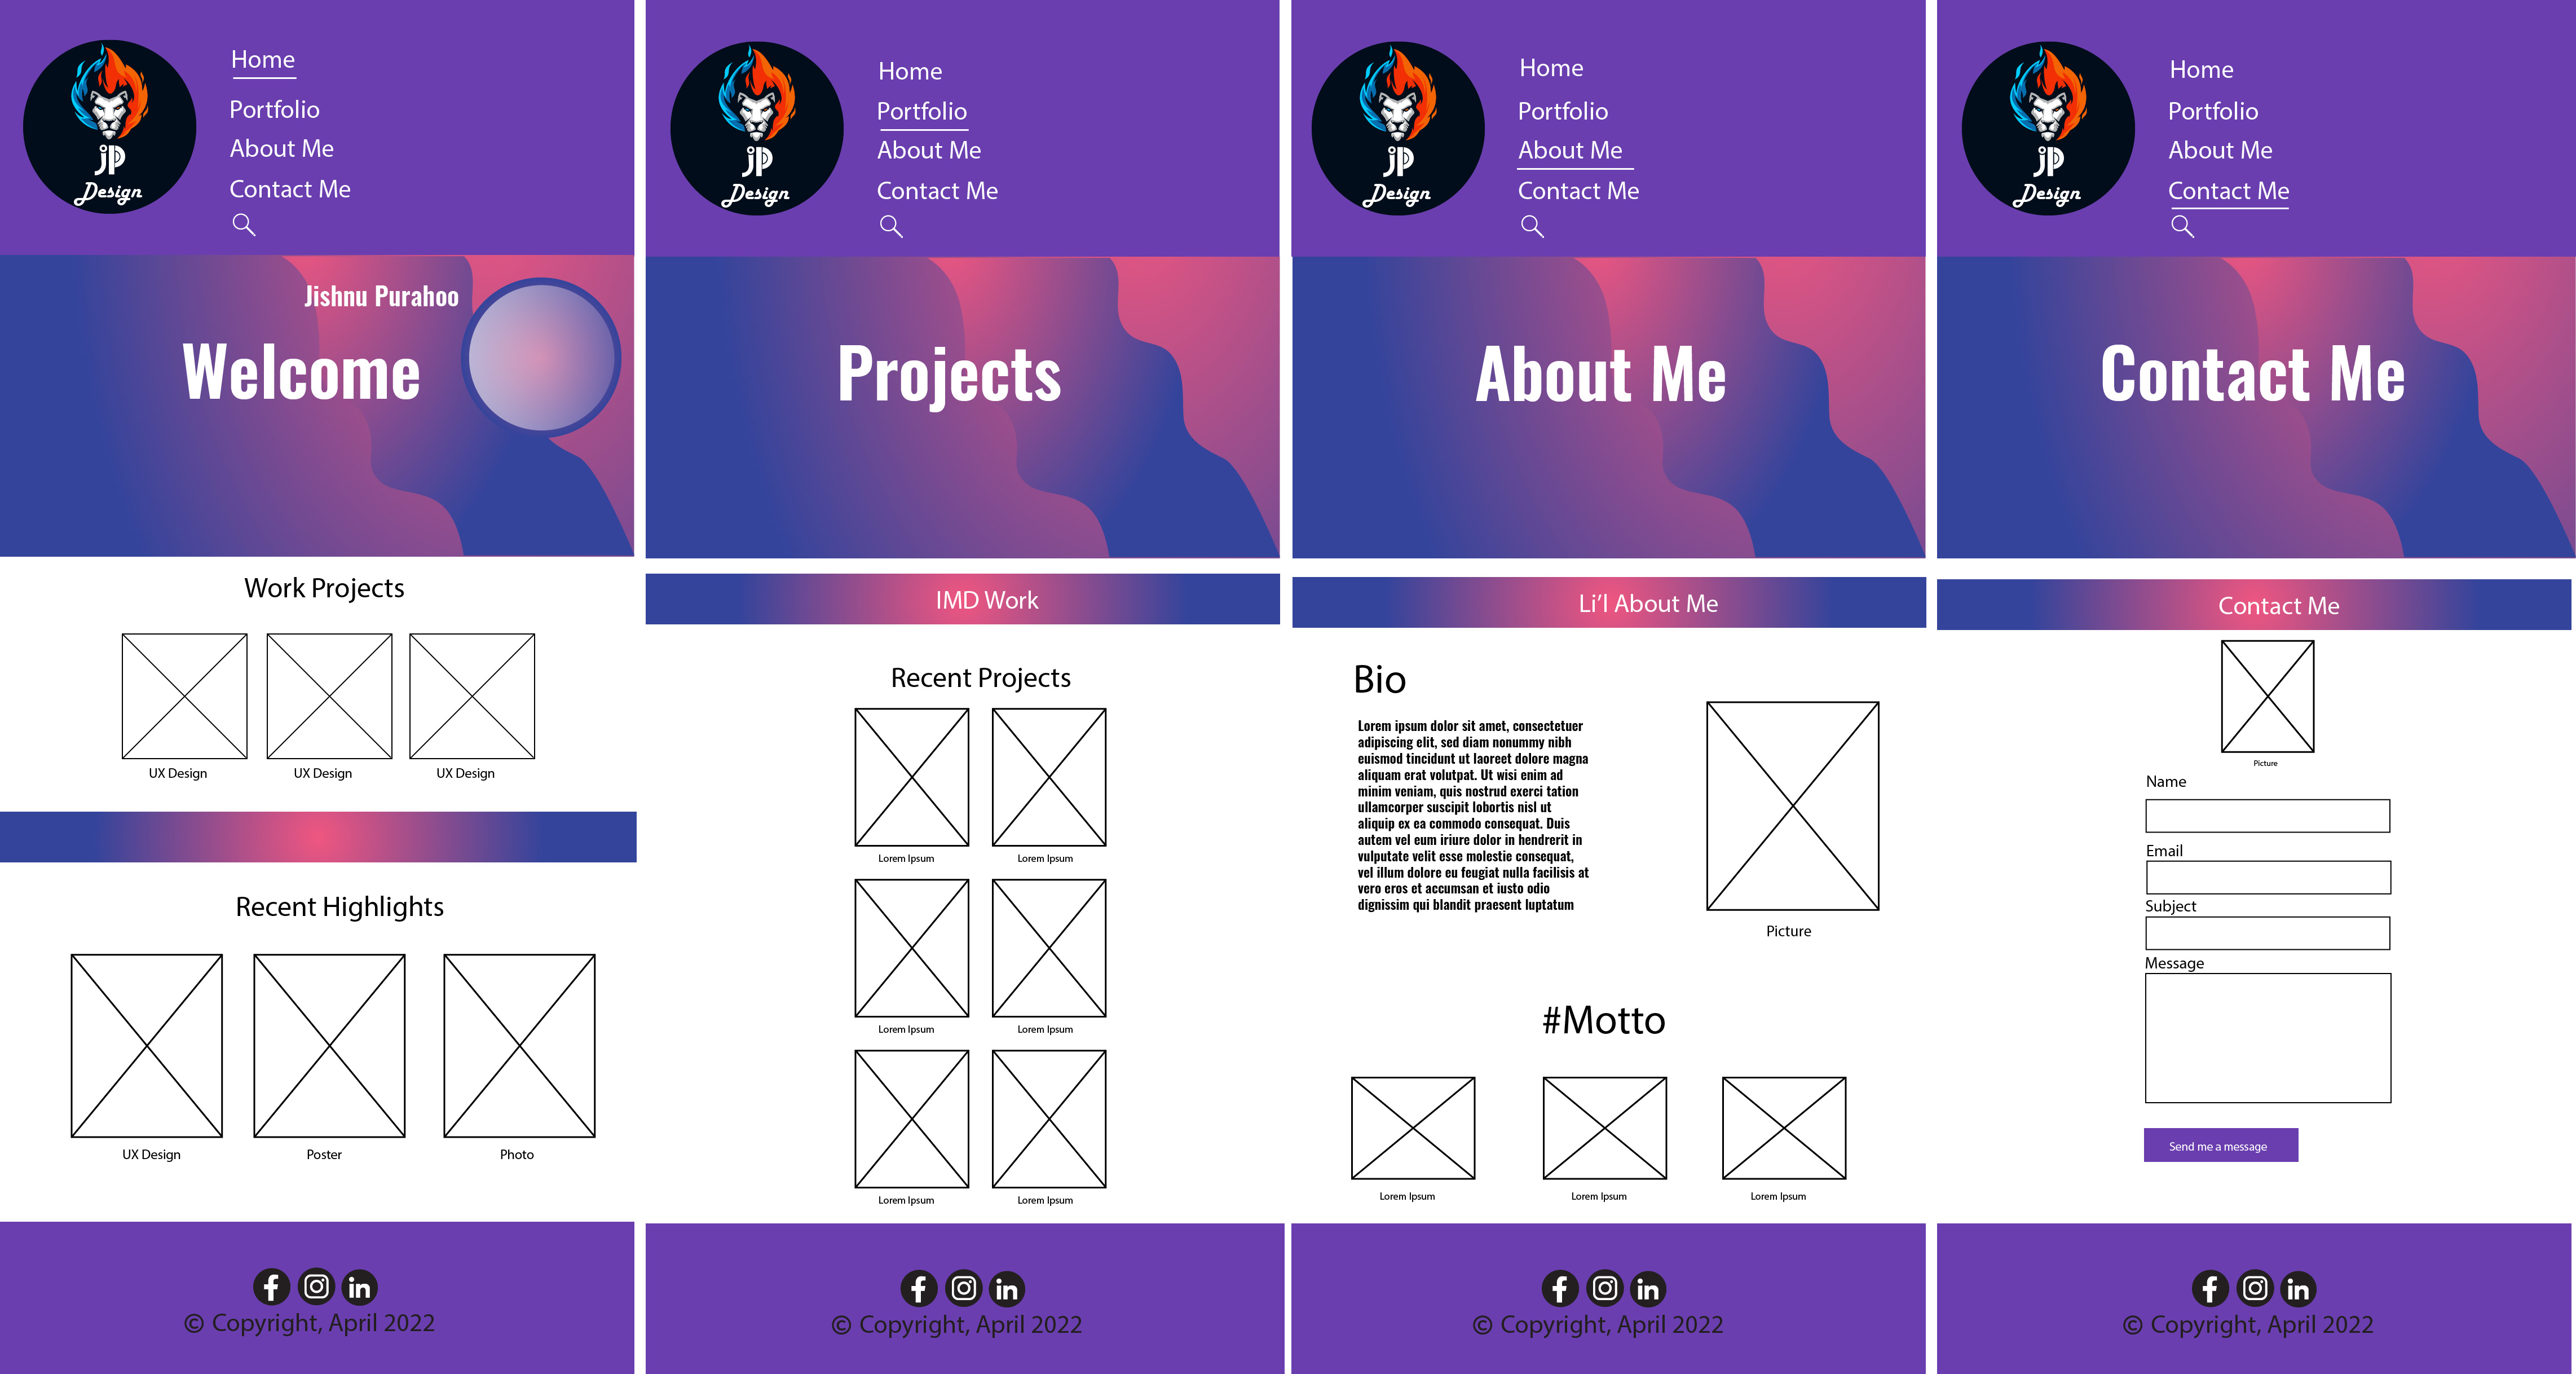 JP
Design
Home
Portfolio
About Me
Contact Me
Jishnu Purahoo
Welcome
Work Projects
UX Design
UX Design
UX Design
Recent Highlights
UX Design
Poster
Photo
© Copyright, April 2022
JP
Design
Home
Portfolio
About Me
Contact Me
Projects
IMD Work
Recent Projects
Lorem Ipsum
Lorem Ipsum
Lorem Ipsum
Lorem Ipsum
Lorem Ipsum
Lorem Ipsum
© Copyright, April 2022
JP
Design
Home
Portfolio
About Me
Contact Me
About Me
Li’l About Me
Bio
Lorem ipsum dolor sit amet, consectetuer
adipiscing elit, sed diam nonummy nibh
euismod tincidunt ut laoreet dolore magna
aliquam erat volutpat. Ut wisi enim ad
minim veniam, quis nostrud exerci tation
ullamcorper suscipit lobortis nisl ut
aliquip ex ea commodo consequat. Duis
autem vel eum iriure dolor in hendrerit in
vulputate velit esse molestie consequat,
vel illum dolore eu feugiat nulla facilisis at
vero eros et accumsan et iusto odio
dignissim qui blandit praesent luptatum
Picture
#Motto
Lorem Ipsum
Lorem Ipsum
Lorem Ipsum
© Copyright, April 2022
JP
Design
Home
Portfolio
About Me
Contact Me
Contact Me
Contact Me
Picture
Name
Email
Subject
Message
Send me a message
© Copyright, April 2022